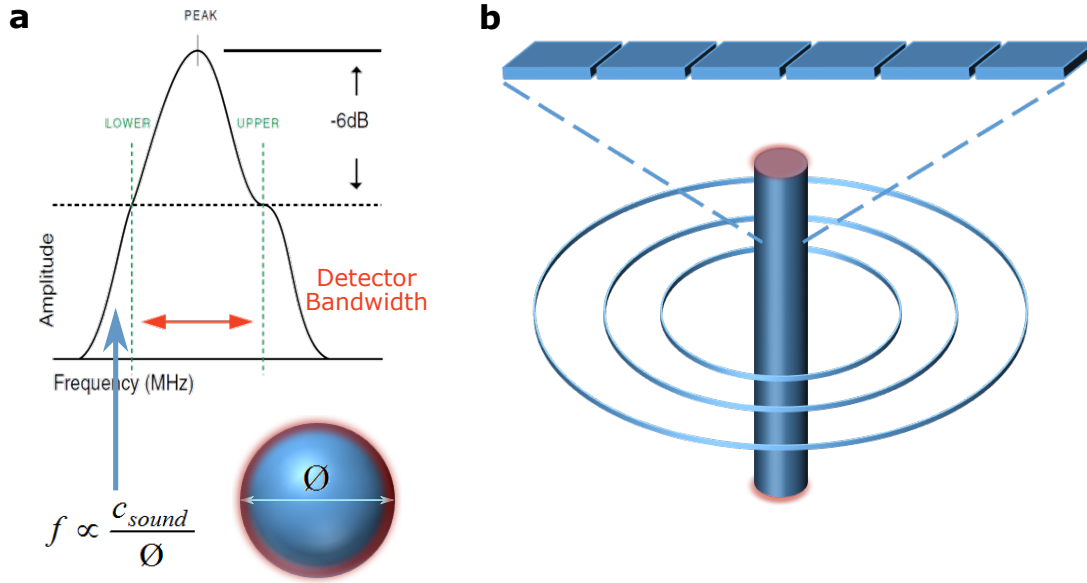 a
PEAK
LOWER
UPPER
-6dB
Amplitude
Detector
Bandwidth
Frequency (MHz)
f ∝ c_sound / Ø
Ø
b